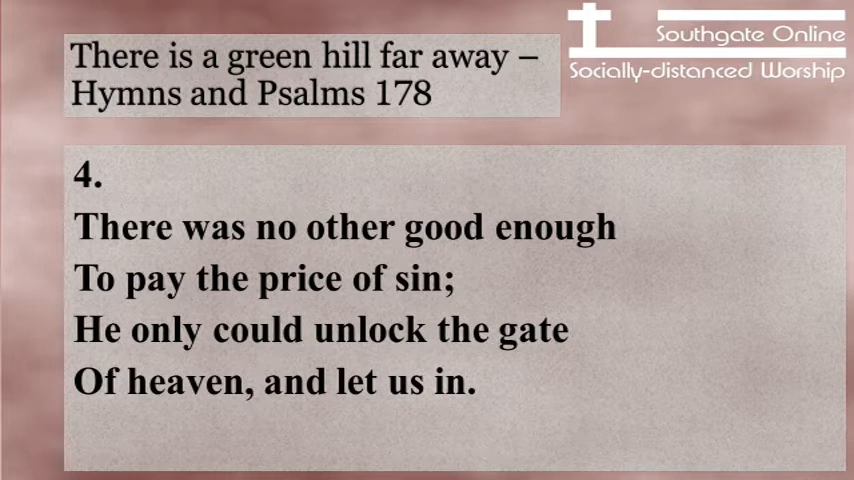 There is a green hill far away –
Hymns and Psalms 178
Southgate Online
Socially-distanced Worship
4.
There was no other good enough
To pay the price of sin;
He only could unlock the gate
Of heaven, and let us in.